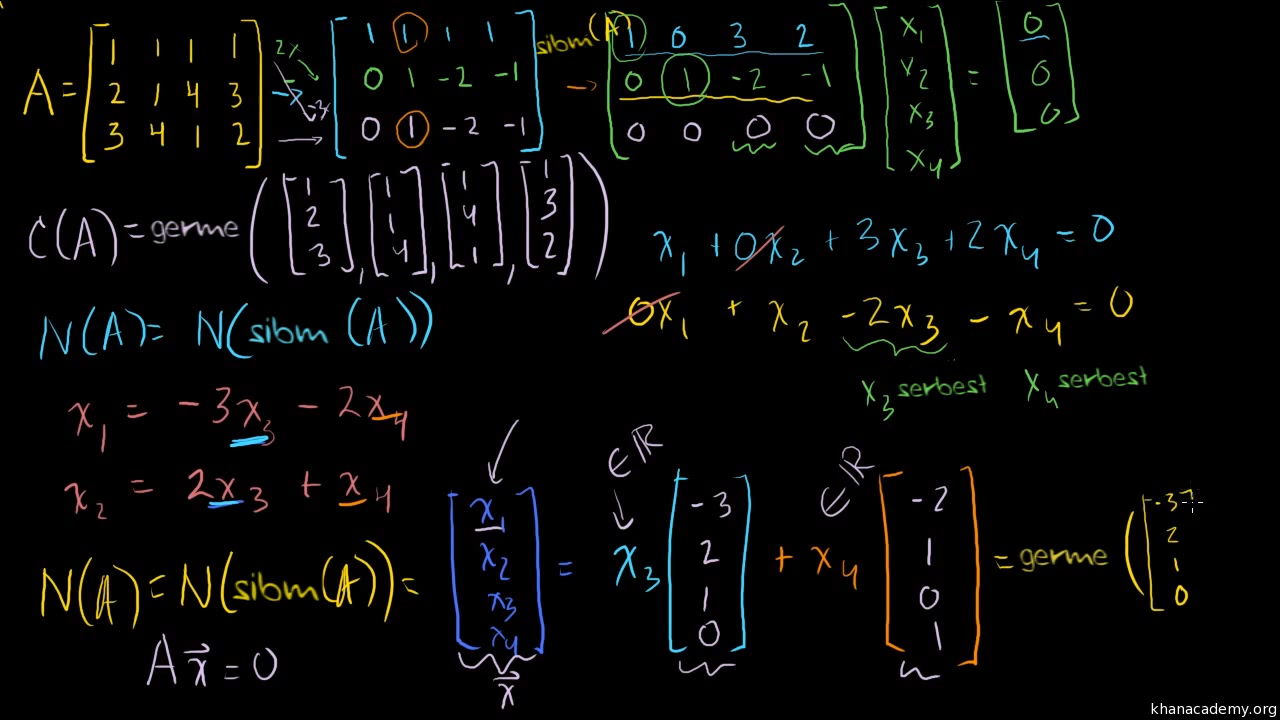 A = [1 1 1 1; 2 1 4 3; 3 4 1 2] 2x -3x → [1 1 1 1; 0 1 -2 -1; 0 1 -2 -1] sibm(A) → [1 0 3 2; 0 1 -2 -1; 0 0 0 0] [x₁; x₂; x₃; x₄] = [0; 0; 0]
C(A) = germe ([1; 2; 3], [1; 1; 4], [1; 4; 1], [1; 3; 2])
x₁ + 0x₂ + 3x₃ + 2x₄ = 0
N(A) = N(sibm (A))
0x₁ + x₂ - 2x₃ - x₄ = 0
x₃ serbest x₄ serbest
x₁ = -3x₃ - 2x₄
x₂ = 2x₃ + x₄
∈ℝ ∈ℝ
N(A) = N(sibm(A)) = [x₁; x₂; x₃; x₄] = x₃ [-3; 2; 1; 0] + x₄ [-2; 1; 0; 1] = germe ([-3; 2; 1; 0]
Ax⃗ = 0
x⃗
khanacademy.org